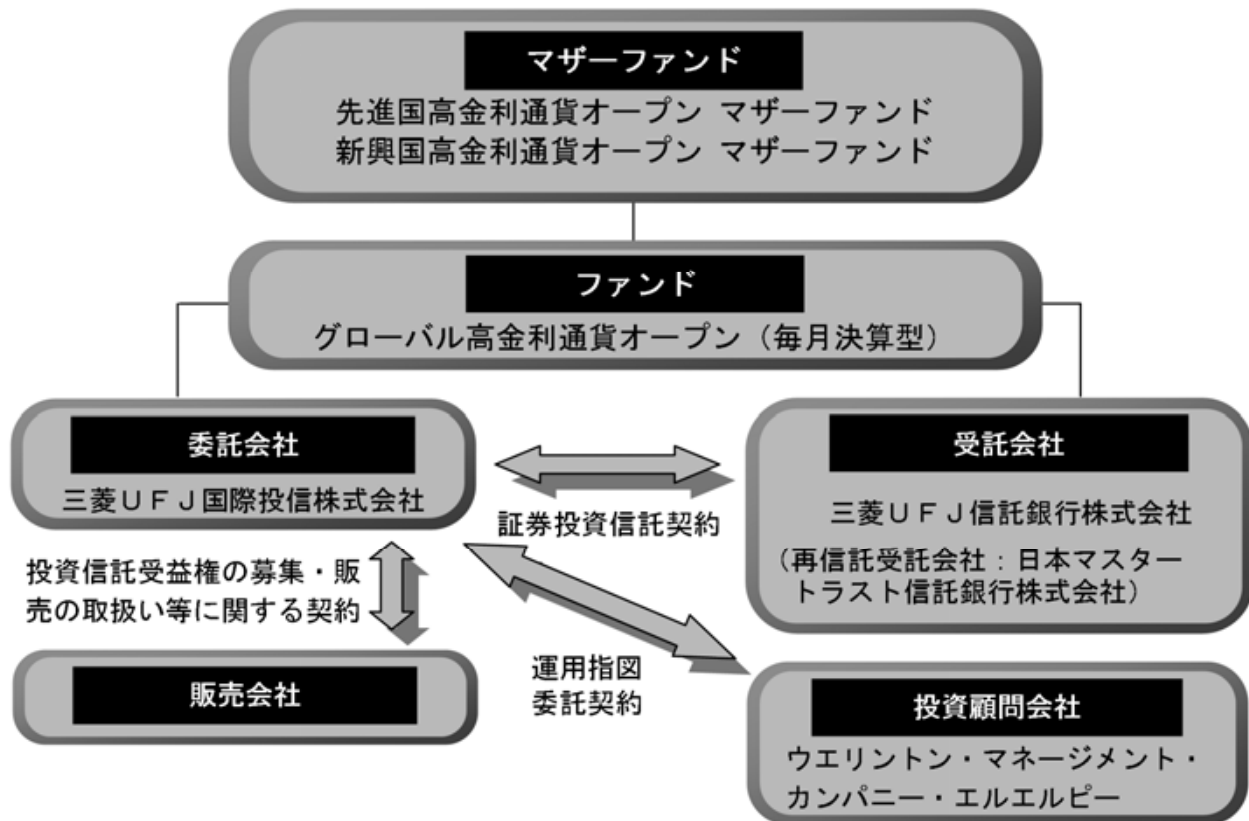 マザーファンド
先進国高金利通貨オープン マザーファンド
新興国高金利通貨オープン マザーファンド
ファンド
グローバル高金利通貨オープン（毎月決算型）
委託会社
三菱ＵＦＪ国際投信株式会社
証券投資信託契約
受託会社
三菱ＵＦＪ信託銀行株式会社
（再信託受託会社：日本マスター
トラスト信託銀行株式会社）
投資信託受益権の募集・販
売の取扱い等に関する契約
運用指図
委託契約
販売会社
投資顧問会社
ウエリントン・マネージメント・
カンパニー・エルエルピー